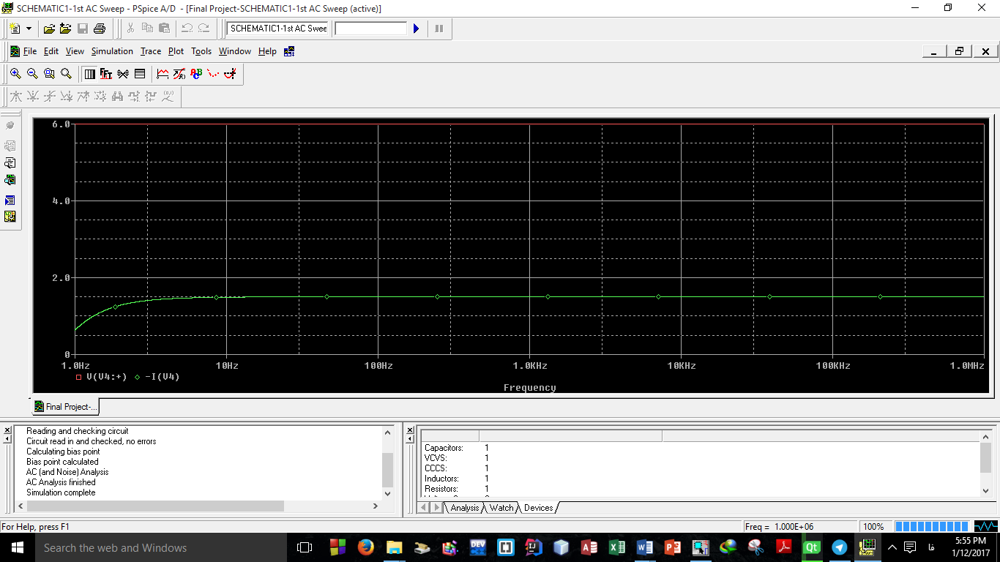 SCHEMATIC1-1st AC Sweep - PSpice A/D - [Final Project-SCHEMATIC1-1st AC Sweep (active)]
SCHEMATIC1-1st AC Swee
File Edit View Simulation Trace Plot Tools Window Help
FFT
ABC
6.0
4.0
2.0
0
1.0Hz 10Hz 100Hz 1.0KHz 10KHz 100KHz 1.0MHz
V(V4:+) -I(V4)
Frequency
Final Project-...
Reading and checking circuit
Circuit read in and checked, no errors
Calculating bias point
Bias point calculated
AC (and Noise) Analysis
AC Analysis finished
Simulation complete
Capacitors: 1
VCVS: 1
CCCS: 1
Inductors: 1
Resistors: 1
Analysis Watch Devices
For Help, press F1
Freq = 1.000E+06 100%
Search the web and Windows
DEV
Qt
فا
5:55 PM
1/12/2017